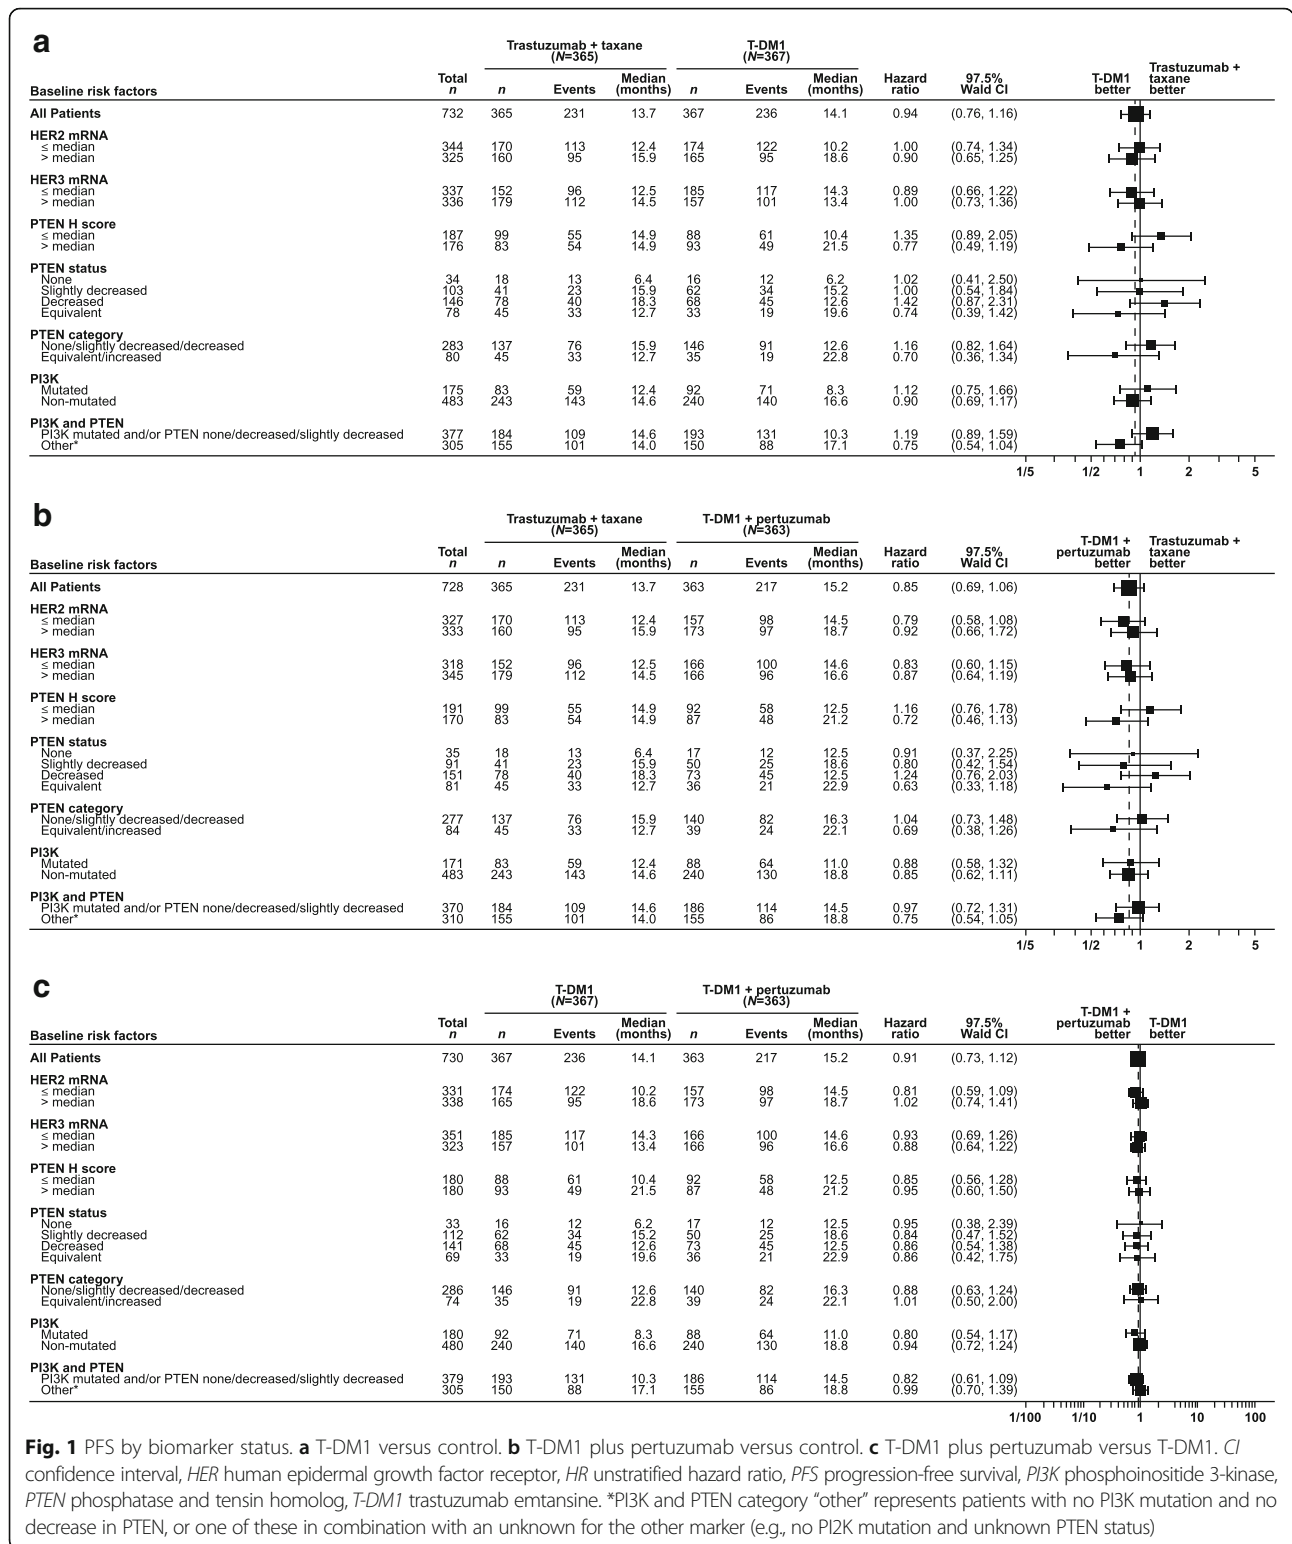 a
Trastuzumab + taxane T-DM1
(N=365) (N=367)
T-DM1 better Trastuzumab + taxane better
Baseline risk factors Total n n Events Median (months) n Events Median (months) Hazard ratio 97.5% Wald CI
All Patients 732 365 231 13.7 367 236 14.1 0.94 (0.76, 1.16)
HER2 mRNA
≤ median 344 170 113 12.4 174 122 10.2 1.00 (0.74, 1.34)
> median 325 160 95 15.9 165 95 18.6 0.90 (0.65, 1.25)
HER3 mRNA
≤ median 337 152 96 12.5 185 117 14.3 0.89 (0.66, 1.22)
> median 336 179 112 14.5 157 101 13.4 1.00 (0.73, 1.36)
PTEN H score
≤ median 187 99 55 14.9 88 61 10.4 1.35 (0.89, 2.05)
> median 176 83 54 14.9 93 49 21.5 0.77 (0.49, 1.19)
PTEN status
None 34 18 13 6.4 16 12 6.2 1.02 (0.41, 2.50)
Slightly decreased 103 41 23 15.9 62 34 15.2 1.00 (0.54, 1.84)
Decreased 146 78 40 18.3 68 45 12.6 1.42 (0.87, 2.31)
Equivalent 78 45 33 12.7 33 19 19.6 0.74 (0.39, 1.42)
PTEN category
None/slightly decreased/decreased 283 137 76 15.9 146 91 12.6 1.16 (0.82, 1.64)
Equivalent/increased 80 45 33 12.7 35 19 22.8 0.70 (0.36, 1.34)
PI3K
Mutated 175 83 59 12.4 92 71 8.3 1.12 (0.75, 1.66)
Non-mutated 483 243 143 14.6 240 140 16.6 0.90 (0.69, 1.17)
PI3K and PTEN
PI3K mutated and/or PTEN none/decreased/slightly decreased 377 184 109 14.6 193 131 10.3 1.19 (0.89, 1.59)
Other* 305 155 101 14.0 150 88 17.1 0.75 (0.54, 1.04)
1/5 1/2 1 2 5
b
Trastuzumab + taxane T-DM1 + pertuzumab
(N=365) (N=363)
T-DM1 + pertuzumab better Trastuzumab + taxane better
Baseline risk factors Total n n Events Median (months) n Events Median (months) Hazard ratio 97.5% Wald CI
All Patients 728 365 231 13.7 363 217 15.2 0.85 (0.69, 1.06)
HER2 mRNA
≤ median 327 170 113 12.4 157 98 14.5 0.79 (0.58, 1.08)
> median 333 160 95 15.9 173 97 18.7 0.92 (0.66, 1.72)
HER3 mRNA
≤ median 318 152 96 12.5 166 100 14.6 0.83 (0.60, 1.15)
> median 345 179 112 14.5 166 96 16.6 0.87 (0.64, 1.19)
PTEN H score
≤ median 191 99 55 14.9 92 58 12.5 1.16 (0.76, 1.78)
> median 170 83 54 14.9 87 48 21.2 0.72 (0.46, 1.13)
PTEN status
None 35 18 13 6.4 17 12 12.5 0.91 (0.37, 2.25)
Slightly decreased 91 41 23 15.9 50 25 18.6 0.80 (0.42, 1.54)
Decreased 151 78 40 18.3 73 45 12.5 1.24 (0.76, 2.03)
Equivalent 81 45 33 12.7 36 21 22.9 0.63 (0.33, 1.18)
PTEN category
None/slightly decreased/decreased 277 137 76 15.9 140 82 16.3 1.04 (0.73, 1.48)
Equivalent/increased 84 45 33 12.7 39 24 22.1 0.69 (0.38, 1.26)
PI3K
Mutated 171 83 59 12.4 88 64 11.0 0.88 (0.58, 1.32)
Non-mutated 483 243 143 14.6 240 130 18.8 0.85 (0.62, 1.11)
PI3K and PTEN
PI3K mutated and/or PTEN none/decreased/slightly decreased 370 184 109 14.6 186 114 14.5 0.97 (0.72, 1.31)
Other* 310 155 101 14.0 155 86 18.8 0.75 (0.54, 1.05)
1/5 1/2 1 2 5
c
T-DM1 T-DM1 + pertuzumab
(N=367) (N=363)
T-DM1 + pertuzumab better T-DM1 better
Baseline risk factors Total n n Events Median (months) n Events Median (months) Hazard ratio 97.5% Wald CI
All Patients 730 367 236 14.1 363 217 15.2 0.91 (0.73, 1.12)
HER2 mRNA
≤ median 331 174 122 10.2 157 98 14.5 0.81 (0.59, 1.09)
> median 338 165 95 18.6 173 97 18.7 1.02 (0.74, 1.41)
HER3 mRNA
≤ median 351 185 117 14.3 166 100 14.6 0.93 (0.69, 1.26)
> median 323 157 101 13.4 166 96 16.6 0.88 (0.64, 1.22)
PTEN H score
≤ median 180 88 61 10.4 92 58 12.5 0.85 (0.56, 1.28)
> median 180 93 49 21.5 87 48 21.2 0.95 (0.60, 1.50)
PTEN status
None 33 16 12 6.2 17 12 12.5 0.95 (0.38, 2.39)
Slightly decreased 112 62 34 15.2 50 25 18.6 0.84 (0.47, 1.52)
Decreased 141 68 45 12.6 73 45 12.5 0.86 (0.54, 1.38)
Equivalent 69 33 19 19.6 36 21 22.9 0.86 (0.42, 1.75)
PTEN category
None/slightly decreased/decreased 286 146 91 12.6 140 82 16.3 0.88 (0.63, 1.24)
Equivalent/increased 74 35 19 22.8 39 24 22.1 1.01 (0.50, 2.00)
PI3K
Mutated 180 92 71 8.3 88 64 11.0 0.80 (0.54, 1.17)
Non-mutated 480 240 140 16.6 240 130 18.8 0.94 (0.72, 1.24)
PI3K and PTEN
PI3K mutated and/or PTEN none/decreased/slightly decreased 379 193 131 10.3 186 114 14.5 0.82 (0.61, 1.09)
Other* 305 150 88 17.1 155 86 18.8 0.99 (0.70, 1.39)
1/100 1/10 1 10 100
Fig. 1 PFS by biomarker status. a T-DM1 versus control. b T-DM1 plus pertuzumab versus control. c T-DM1 plus pertuzumab versus T-DM1. CI
confidence interval, HER human epidermal growth factor receptor, HR unstratified hazard ratio, PFS progression-free survival, PI3K phosphoinositide 3-kinase,
PTEN phosphatase and tensin homolog, T-DM1 trastuzumab emtansine. *PI3K and PTEN category “other” represents patients with no PI3K mutation and no
decrease in PTEN, or one of these in combination with an unknown for the other marker (e.g., no PI2K mutation and unknown PTEN status)